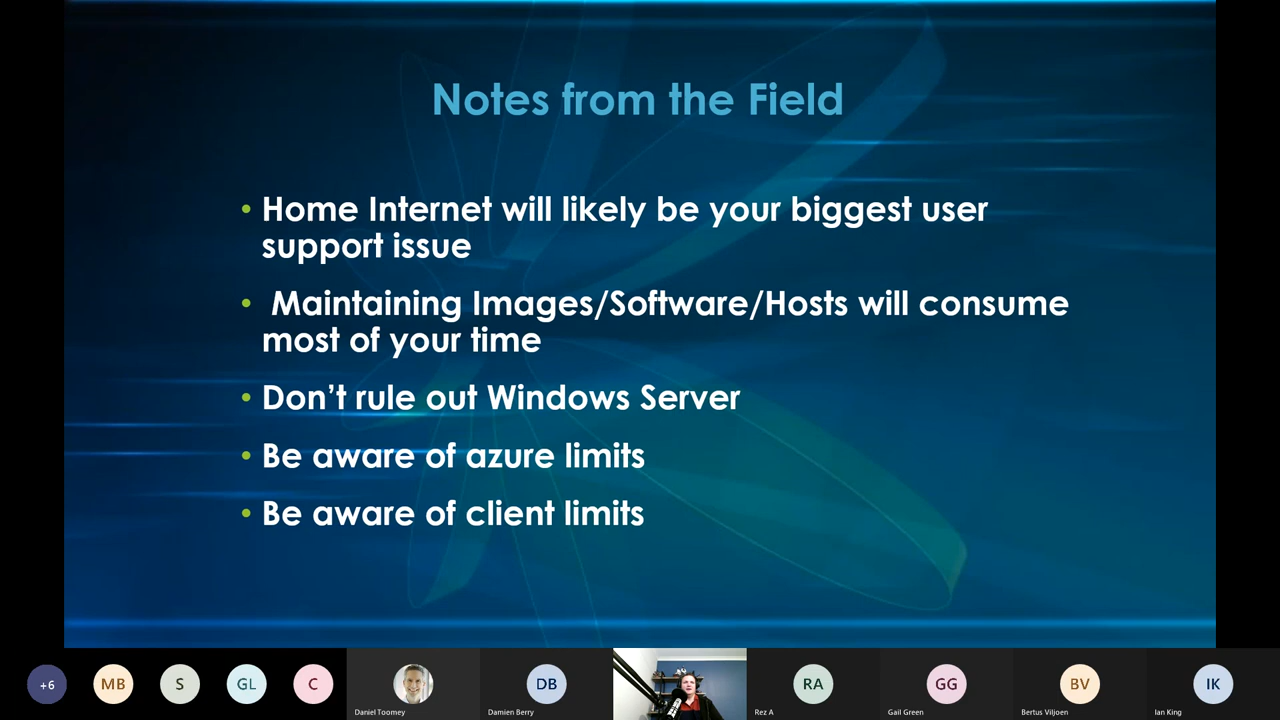 Notes from the Field
• Home Internet will likely be your biggest user
support issue
• Maintaining Images/Software/Hosts will consume
most of your time
• Don't rule out Windows Server
• Be aware of azure limits
• Be aware of client limits
+6
MB
S
GL
C
Daniel Toomey
DB
Damien Berry
RA
Rez A
GG
Gail Green
BV
Bertus Viljoen
IK
Ian King